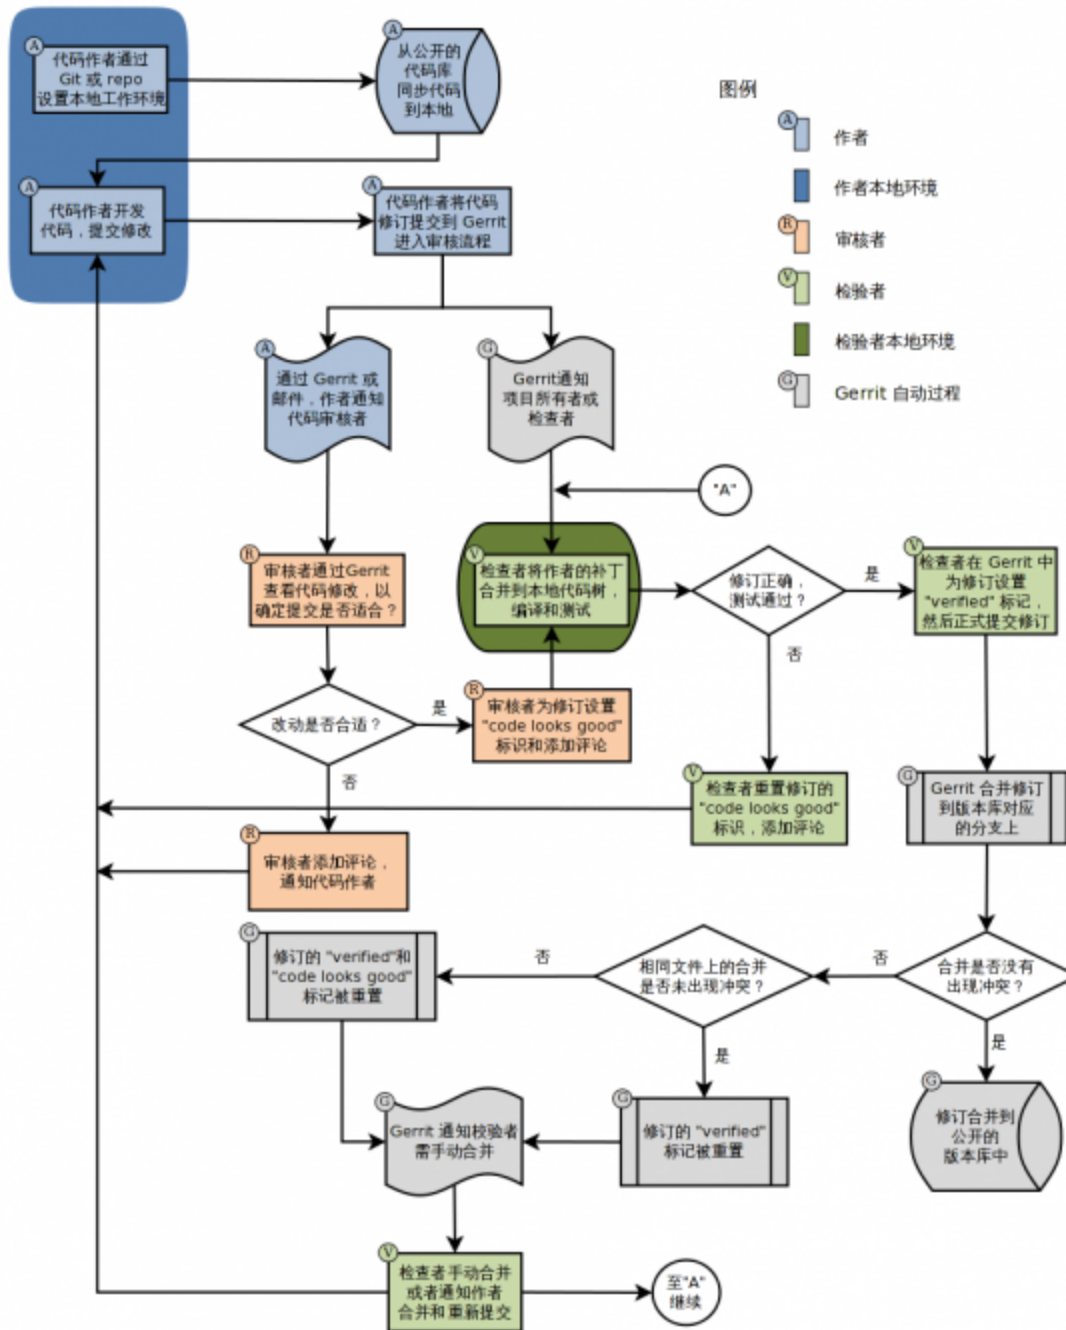 A
代码作者通过
Git 或 repo
设置本地工作环境
A
从公开的
代码库
同步代码
到本地
图例
A
作者
作者本地环境
R
审核者
V
检验者
检验者本地环境
G
Gerrit 自动过程
A
代码作者开发
代码，提交修改
A
代码作者将代码
修订提交到 Gerrit
进入审核流程
A
通过 Gerrit 或
邮件，作者通知
代码审核者
G
Gerrit通知
项目所有者或
检查者
"A"
R
审核者通过Gerrit
查看代码修改，以
确定提交是否适合？
V
检查者将作者的补丁
合并到本地代码树，
编译和测试
修订正确，
测试通过？
是
否
V
检查者在 Gerrit 中
为修订设置
"verified" 标记，
然后正式提交修订
改动是否合适？
是
否
R
审核者为修订设置
"code looks good"
标识和添加评论
V
检查者重置修订的
"code looks good"
标识，添加评论
G
Gerrit 合并修订
到版本库对应
的分支上
R
审核者添加评论，
通知代码作者
G
修订的 "verified"和
"code looks good"
标记被重置
否
相同文件上的合并
是否未出现冲突？
否
合并是否没有
出现冲突？
是
是
G
Gerrit 通知校验者
需手动合并
G
修订的 "verified"
标记被重置
G
修订合并到
公开的
版本库中
V
检查者手动合并
或者通知作者
合并和重新提交
至"A"
继续